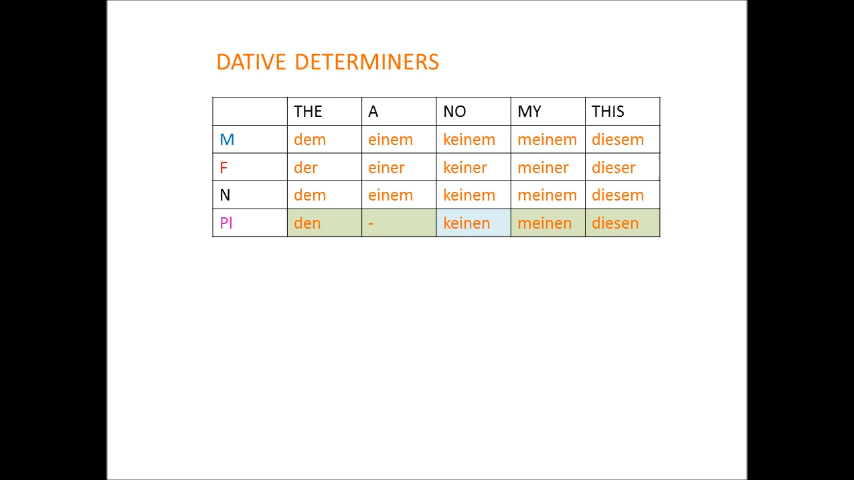 DATIVE DETERMINERS
THE A NO MY THIS
M dem einem keinem meinem diesem
F der einer keiner meiner dieser
N dem einem keinem meinem diesem
Pl den - keinen meinen diesen